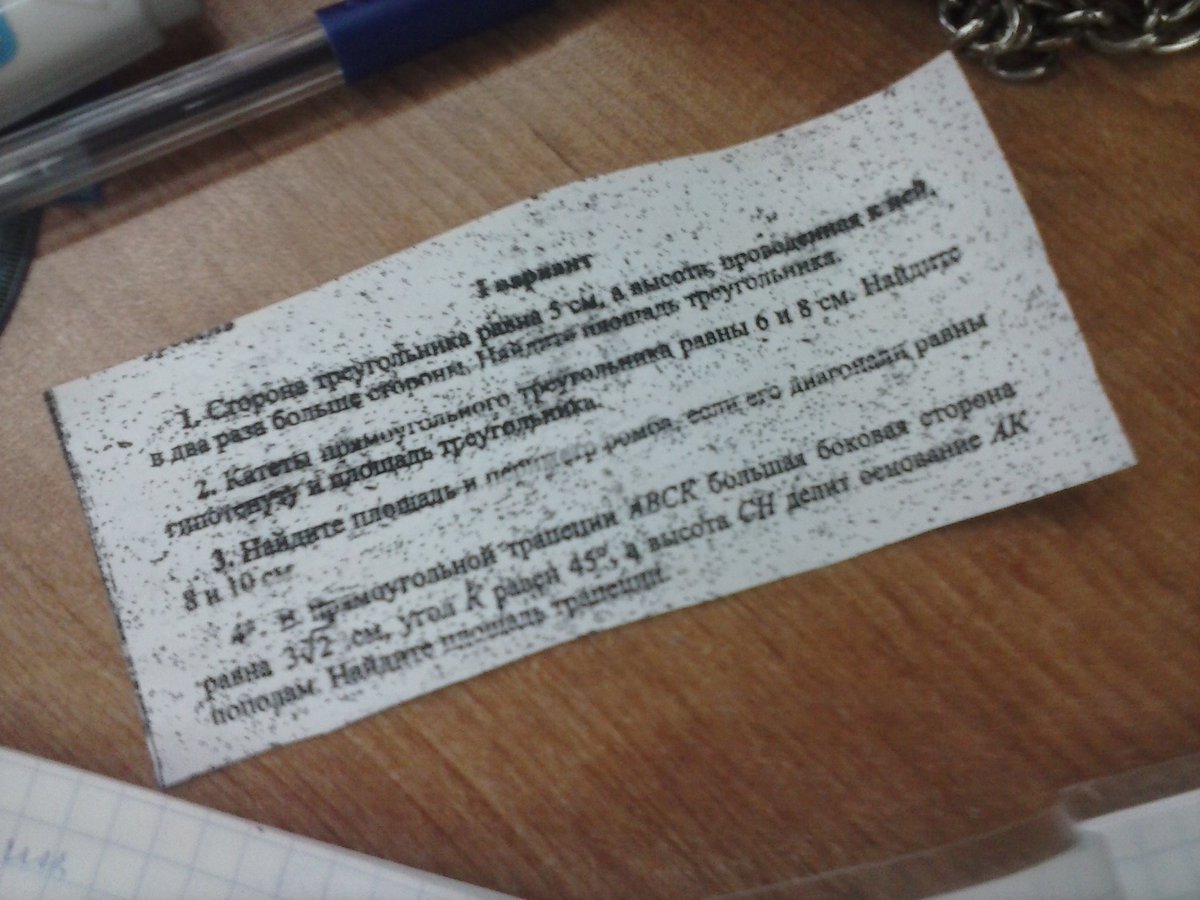 I вариант
1. Сторона треугольника равна 5 см, а высота, проведенная к ней,
в два раза больше стороны. Найдите площадь треугольника.
2. Катеты прямоугольного треугольника равны 6 и 8 см. Найдите
гипотенузу и площадь треугольника.
3. Найдите площадь и периметр ромба, если его диагонали равны
8 и 10 см.
прямоугольной трапеции ABCK большая боковая сторона
равна 3√2 см, угол K равен 45°, а высота CH делит основание AK
пополам. Найдите площадь трапеции.